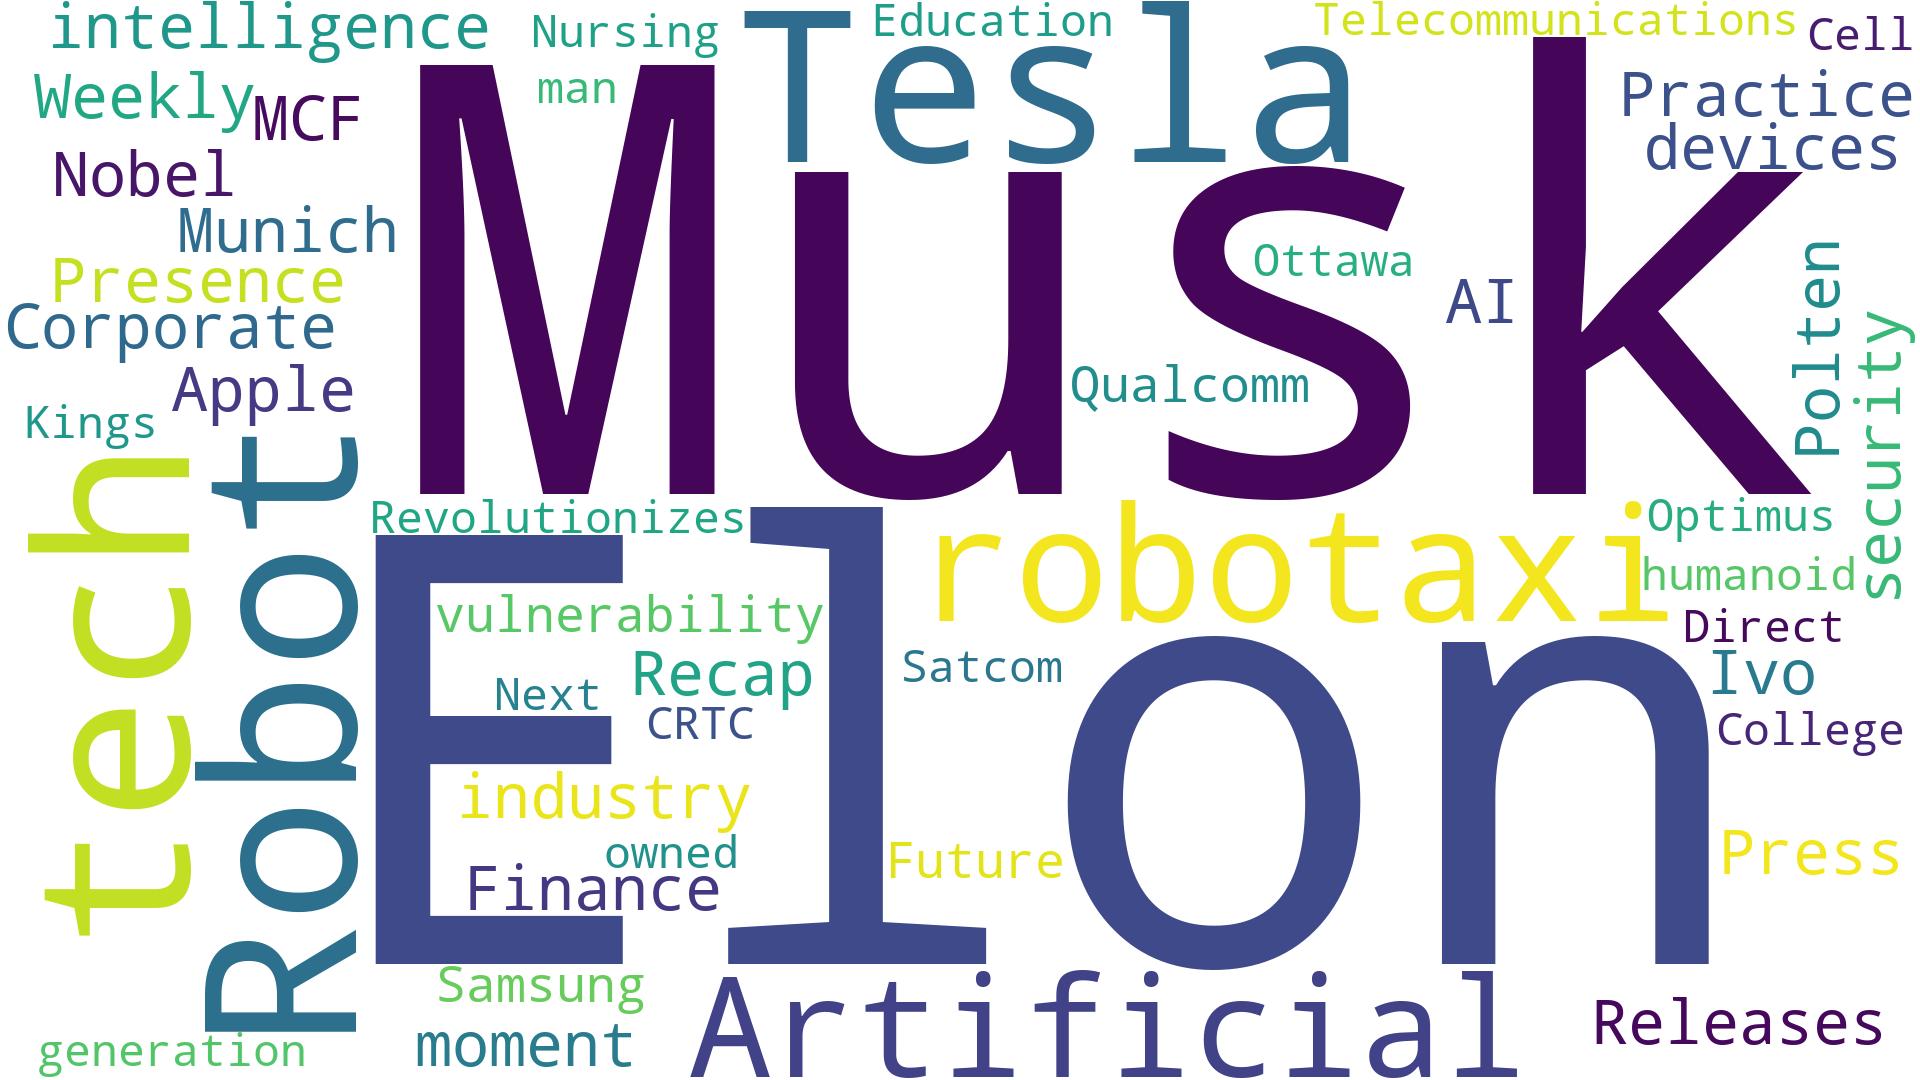 intelligence
Nursing
Tesla
Education
Telecommunications
Cell
Weekly
MCF
man
Practice
devices
Nobel
Munich
Musk
Presence
Ottawa
AI
Polten
Corporate
Apple
Qualcomm
security
Kings
tech
Robot
Revolutionizes
robotaxi
Optimus
humanoid
Elon
vulnerability
Direct
Recap
Satcom
Ivo
Next
CRTC
College
industry
owned
Future
Press
Finance
Samsung
Artificial
Releases
generation
moment